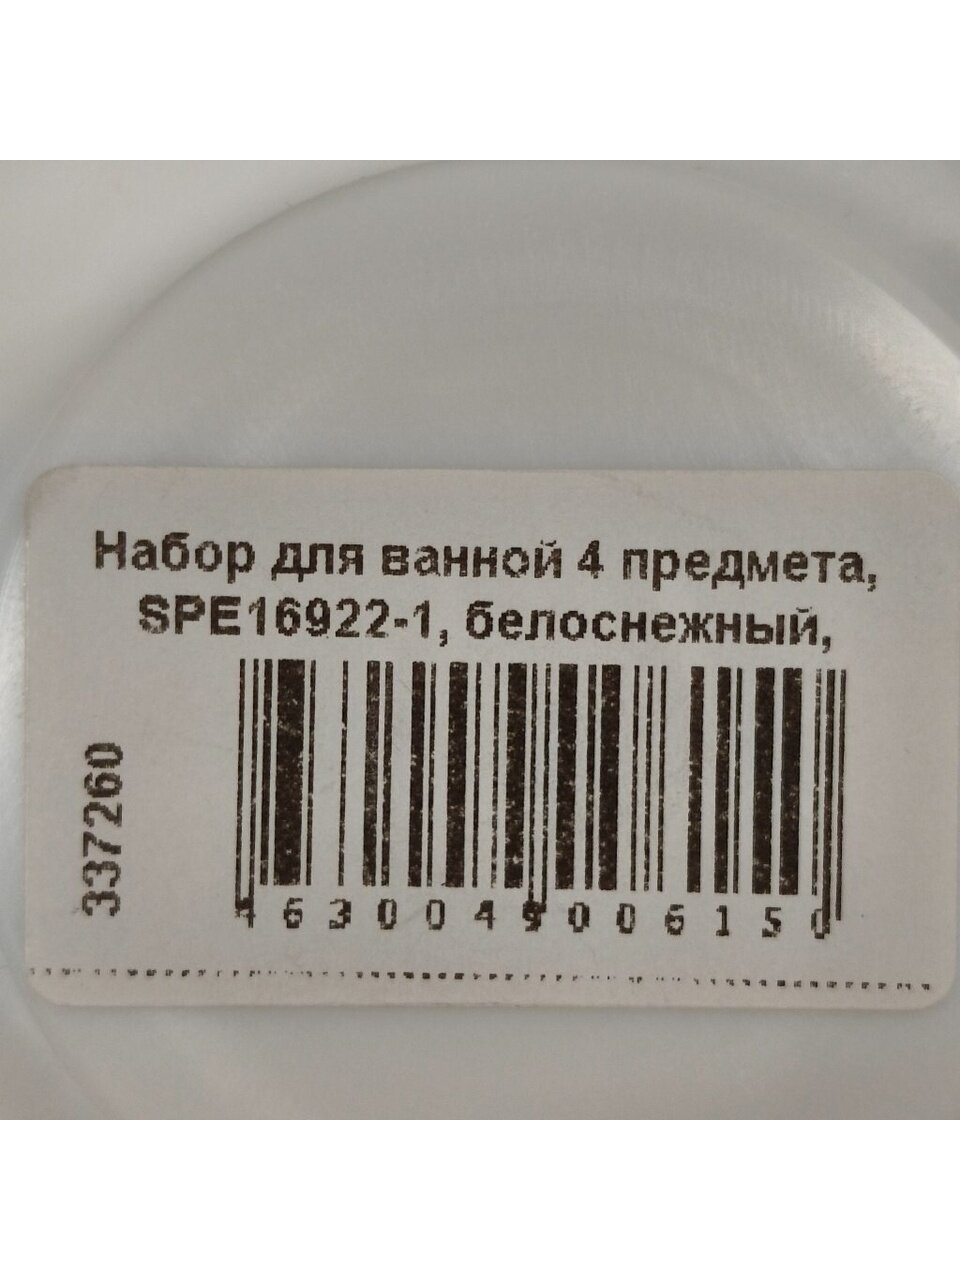 Набор для ванной 4 предмета,
SPE16922-1, белоснежный,
337260
4630049006150